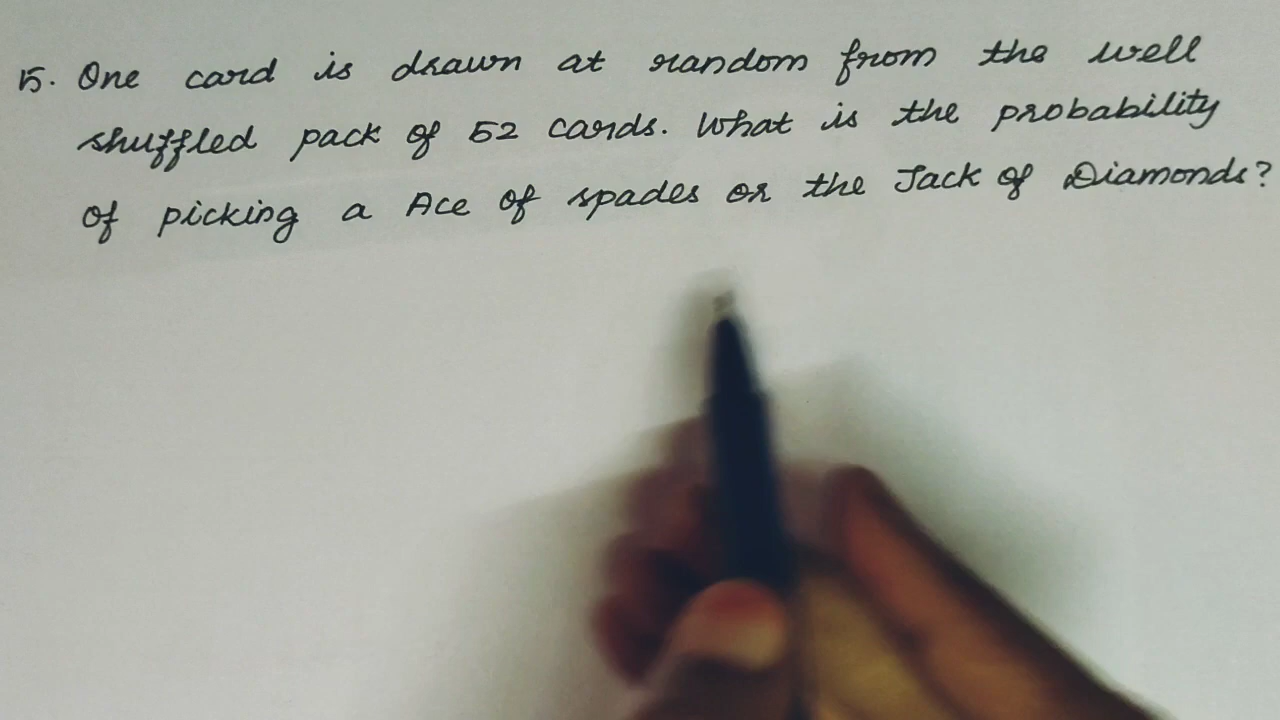 5. One card is drawn at random from the well
shuffled pack of 52 cards. What is the probability
of picking a Ace of spades or the Jack of Diamonds?